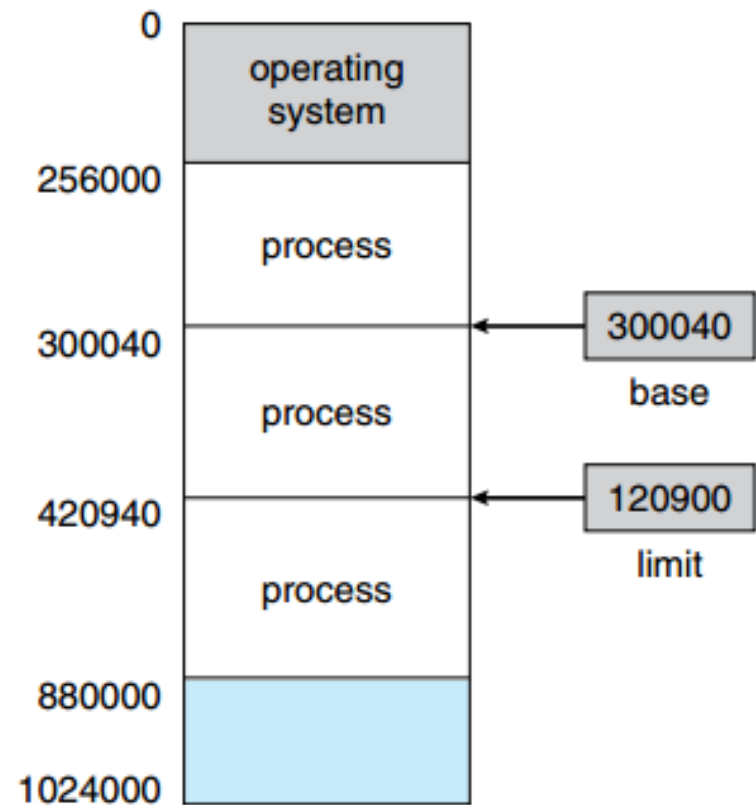 0
operating
system
256000
process
300040
300040
base
process
420940
120900
limit
process
880000
1024000